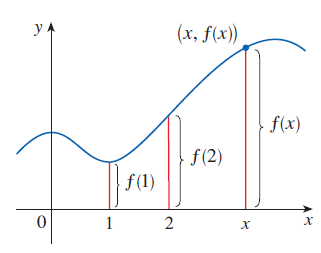 y
(x, f(x))
f(x)
f(2)
f(1)
0 1 2 x x